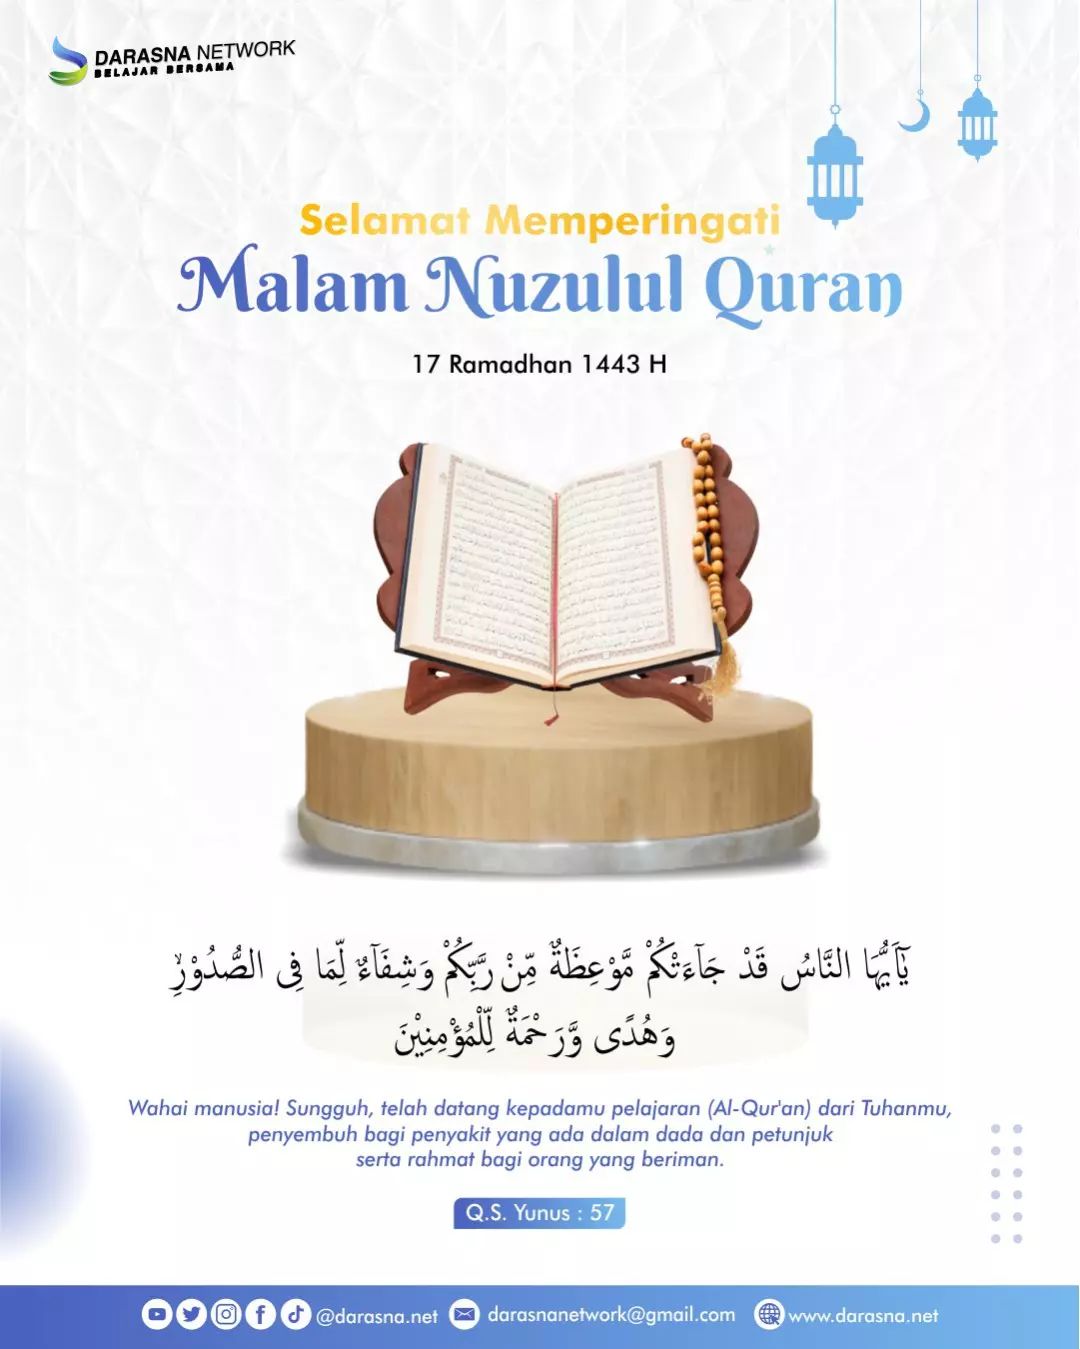 DARASNA NETWORK
BELAJAR BERSAMA
Selamat Memperingati
Malam Nuzulul Quran
17 Ramadhan 1443 H
يٰٓاَيُّهَا النَّاسُ قَدْ جَاۤءَتْكُمْ مَّوْعِظَةٌ مِّنْ رَّبِّكُمْ وَشِفَاۤءٌ لِّمَا فِى الصُّدُوْرِۙ
وَهُدًى وَّرَحْمَةٌ لِّلْمُؤْمِنِيْنَ
Wahai manusia! Sungguh, telah datang kepadamu pelajaran (Al-Qur'an) dari Tuhanmu,
penyembuh bagi penyakit yang ada dalam dada dan petunjuk
serta rahmat bagi orang yang beriman.
Q.S. Yunus : 57
@darasna.net darasnanetwork@gmail.com www.darasna.net